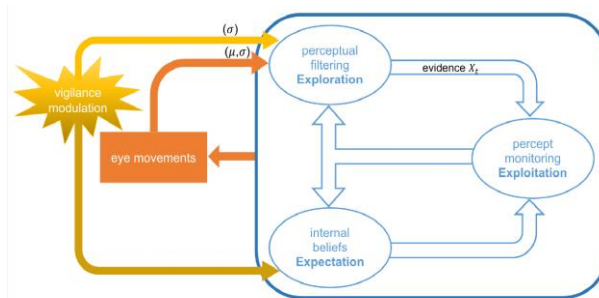 (σ)
(μ,σ)
vigilance
modulation
eye movements
perceptual
filtering
Exploration
evidence Xt
percept
monitoring
Exploitation
internal
beliefs
Expectation